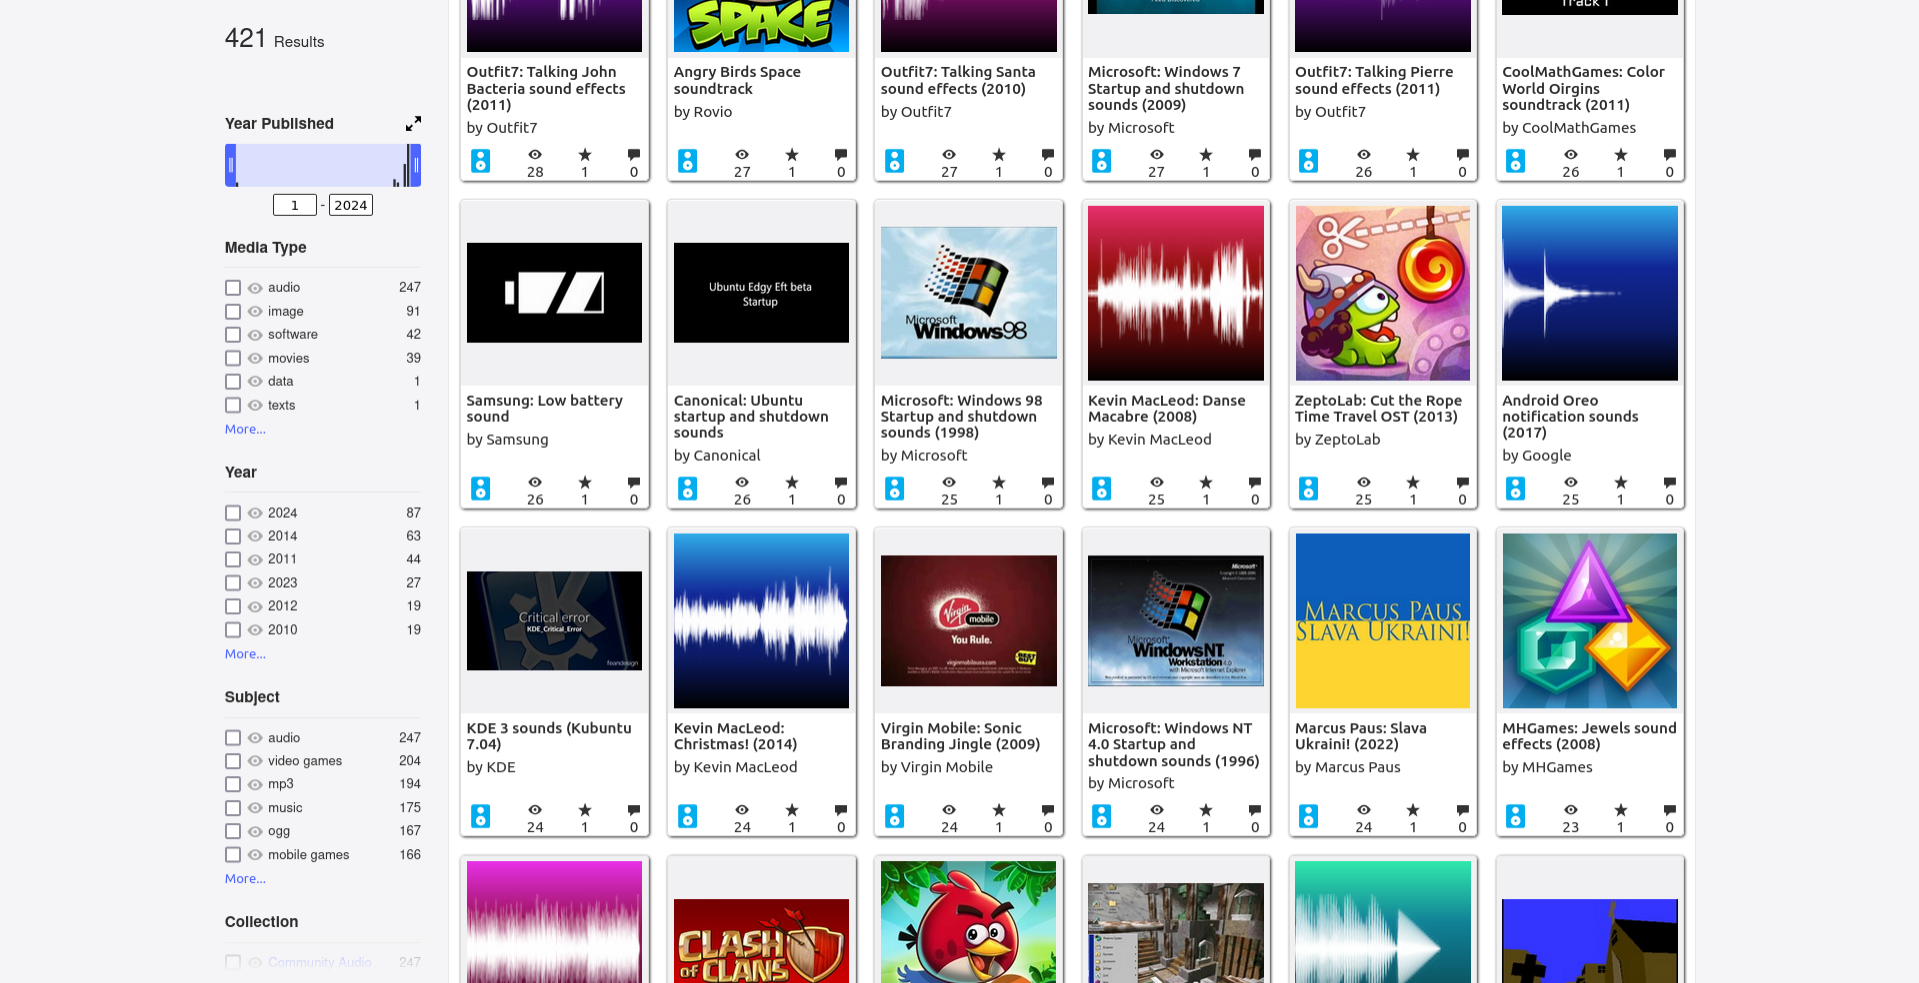 421 Results
Year Published
1 - 2024
Media Type
audio 247
image 91
software 42
movies 39
data 1
texts 1
More...
Year
2024 87
2014 63
2011 44
2023 27
2012 19
2010 19
More...
Subject
audio 247
video games 204
mp3 194
music 175
ogg 167
mobile games 166
More...
Collection
Community Audio 247
SPACE
Track 1
Outfit7: Talking John
Bacteria sound effects
(2011)
by Outfit7
28 1 0
Angry Birds Space
soundtrack
by Rovio
27 1 0
Outfit7: Talking Santa
sound effects (2010)
by Outfit7
27 1 0
Microsoft: Windows 7
Startup and shutdown
sounds (2009)
by Microsoft
27 1 0
Outfit7: Talking Pierre
sound effects (2011)
by Outfit7
26 1 0
CoolMathGames: Color
World Oirgins
soundtrack (2011)
by CoolMathGames
26 1 0
Samsung: Low battery
sound
by Samsung
26 1 0
Ubuntu Edgy Eft beta
Startup
Canonical: Ubuntu
startup and shutdown
sounds
by Canonical
26 1 0
Microsoft
Windows98
Microsoft: Windows 98
Startup and shutdown
sounds (1998)
by Microsoft
25 1 0
Kevin MacLeod: Danse
Macabre (2008)
by Kevin MacLeod
25 1 0
ZeptoLab: Cut the Rope
Time Travel OST (2013)
by ZeptoLab
25 1 0
Android Oreo
notification sounds
(2017)
by Google
25 1 0
Critical error
KDE_Critical_Error
feandesign
KDE 3 sounds (Kubuntu
7.04)
by KDE
24 1 0
Kevin MacLeod:
Christmas! (2014)
by Kevin MacLeod
24 1 0
Virgin
mobile
You Rule.
virginmobileusa.com
BEST BUY
Virgin Mobile: Sonic
Branding Jingle (2009)
by Virgin Mobile
24 1 0
Microsoft
Microsoft
WindowsNT
Workstation 4.0
with Microsoft Internet Explorer
Microsoft: Windows NT
4.0 Startup and
shutdown sounds (1996)
by Microsoft
24 1 0
MARCUS PAUS
SLAVA UKRAINI!
Marcus Paus: Slava
Ukraini! (2022)
by Marcus Paus
24 1 0
MHGames: Jewels sound
effects (2008)
by MHGames
23 1 0
CLASH
OF CLANS